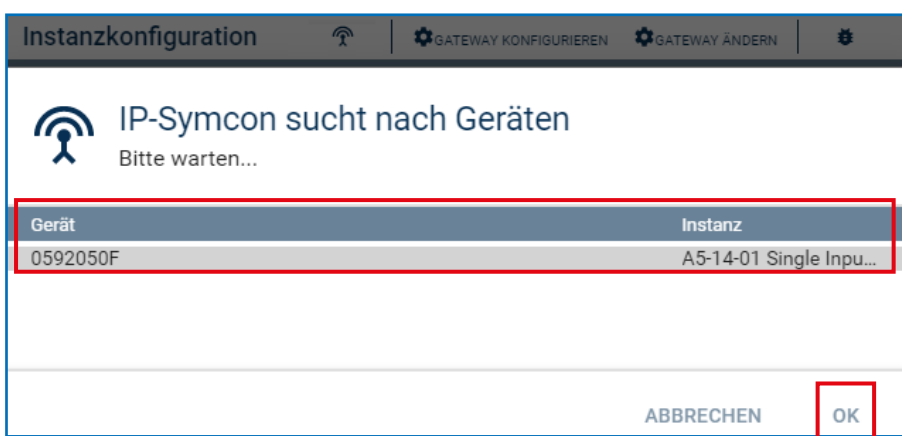 Instanzkonfiguration GATEWAY KONFIGURIEREN GATEWAY ÄNDERN
IP-Symcon sucht nach Geräten
Bitte warten...
Gerät Instanz
0592050F A5-14-01 Single Inpu...
ABBRECHEN OK